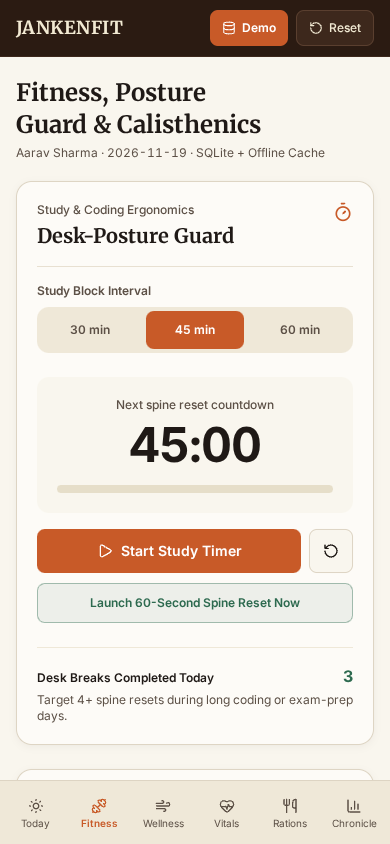 JANKENFIT
Demo
Reset
Fitness, Posture
Guard & Calisthenics
Aarav Sharma · 2026-11-19 · SQLite + Offline Cache
Study & Coding Ergonomics
Desk-Posture Guard
Study Block Interval
30 min
45 min
60 min
Next spine reset countdown
45:00
Start Study Timer
Launch 60-Second Spine Reset Now
Desk Breaks Completed Today
3
Target 4+ spine resets during long coding or exam-prep
days.
Today
Fitness
Wellness
Vitals
Rations
Chronicle